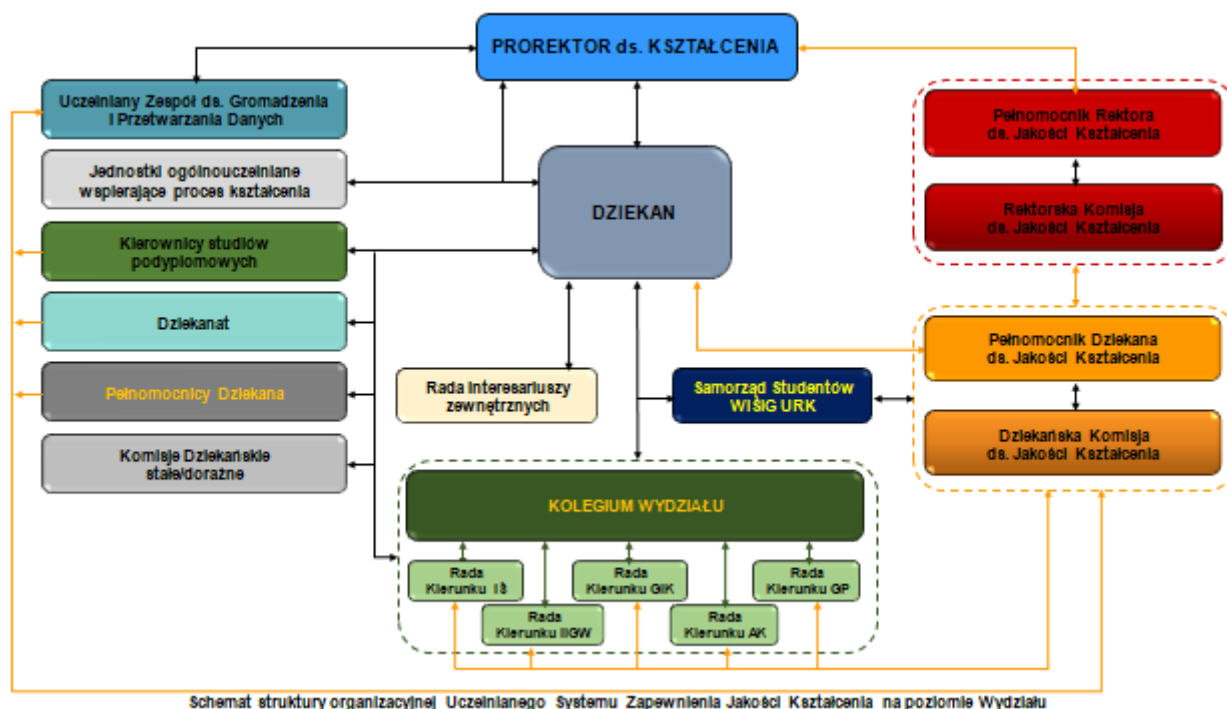 PROREKTOR ds. KSZTAŁCENIA
Uczelniany Zespół ds. Gromadzenia
i Przetwarzania Danych
Jednostki ogólnouczelniane
wspierające proces kształcenia
Kierownicy studiów
podyplomowych
Dziekanat
Pełnomocnicy Dziekana
Komisje Dziekańskie
stałe/doraźne
DZIEKAN
Rada Interesariuszy
zewnętrznych
Samorząd Studentów
WIŚIG URK
Pełnomocnik Rektora
ds. Jakości Kształcenia
Rektorska Komisja
ds. Jakości Kształcenia
Pełnomocnik Dziekana
ds. Jakości Kształcenia
Dziekańska Komisja
ds. Jakości Kształcenia
KOLEGIUM WYDZIAŁU
Rada
Kierunku IŚ
Rada
Kierunku IIGW
Rada
Kierunku GIK
Rada
Kierunku AK
Rada
Kierunku GP
Schemat struktury organizacyjnej Uczelnianego Systemu Zapewnienia Jakości Kształcenia na poziomie Wydziału